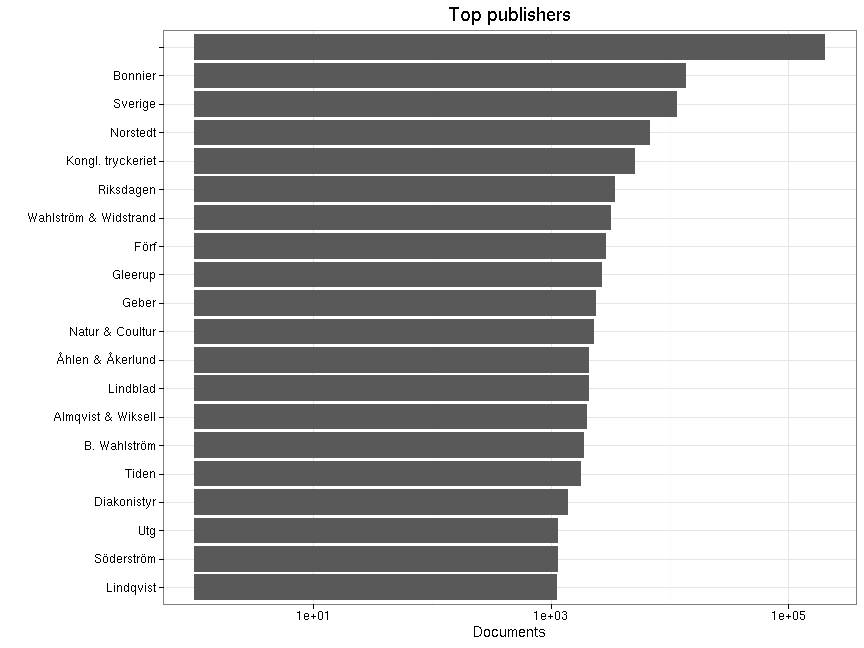 Top publishers
Bonnier
Sverige
Norstedt
Kongl. tryckeriet
Riksdagen
Wahlström & Widstrand
Förf
Gleerup
Geber
Natur & Coultur
Åhlen & Åkerlund
Lindblad
Almqvist & Wiksell
B. Wahlström
Tiden
Diakonistyr
Utg
Söderström
Lindqvist
1e+01 1e+03 1e+05
Documents